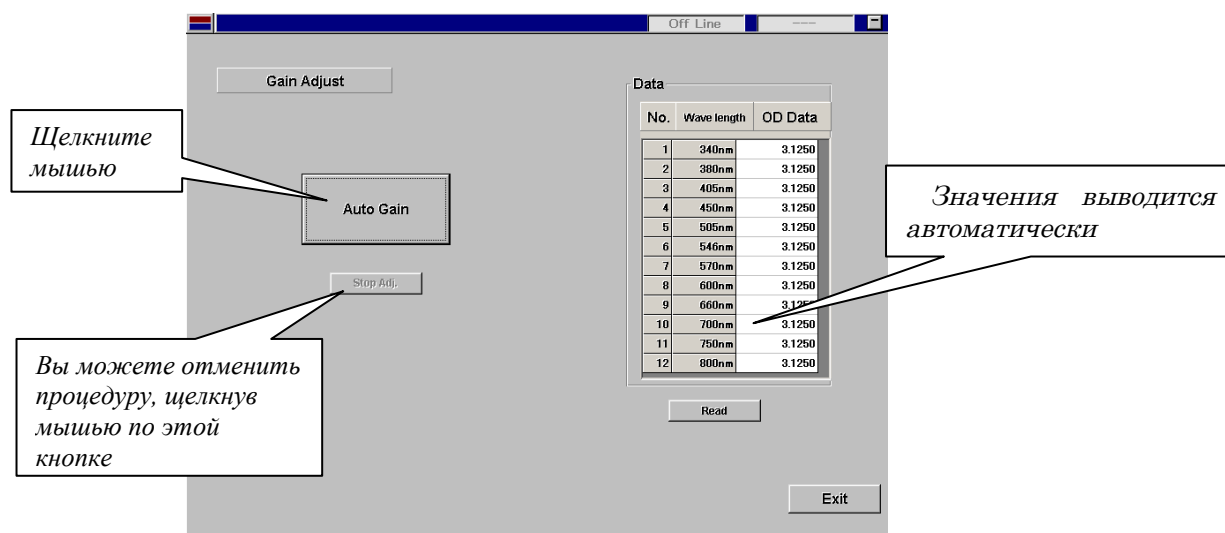 Off Line
---
Gain Adjust
Щелкните
мышью
Auto Gain
Stop Adj.
Вы можете отменить
процедуру, щелкнув
мышью по этой
кнопке
Data
No. Wave length OD Data
1 340nm 3.1250
2 380nm 3.1250
3 405nm 3.1250
4 450nm 3.1250
5 505nm 3.1250
6 546nm 3.1250
7 570nm 3.1250
8 600nm 3.1250
9 660nm 3.1250
10 700nm 3.1250
11 750nm 3.1250
12 800nm 3.1250
Значения выводится
автоматически
Read
Exit